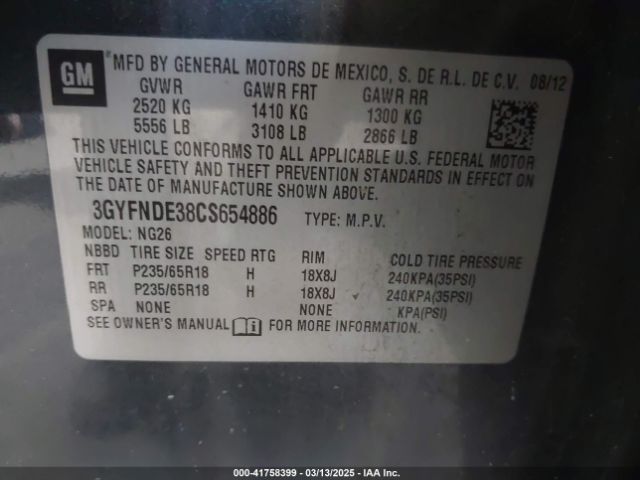 GM
MFD BY GENERAL MOTORS DE MEXICO, S. DE R.L. DE C.V. 08/12
GVWR GAWR FRT GAWR RR
2520 KG 1410 KG 1300 KG
5556 LB 3108 LB 2866 LB
THIS VEHICLE CONFORMS TO ALL APPLICABLE U.S. FEDERAL MOTOR
VEHICLE SAFETY AND THEFT PREVENTION STANDARDS IN EFFECT ON
THE DATE OF MANUFACTURE SHOWN ABOVE.
3GYFNDE38CS654886 TYPE: M.P.V.
MODEL: NG26
NBBD TIRE SIZE SPEED RTG RIM COLD TIRE PRESSURE
FRT P235/65R18 H 18X8J 240KPA(35PSI)
RR P235/65R18 H 18X8J 240KPA(35PSI)
SPA NONE NONE KPA(PSI)
SEE OWNER'S MANUAL FOR MORE INFORMATION.
000-41758399 — 03/13/2025 — IAA Inc.